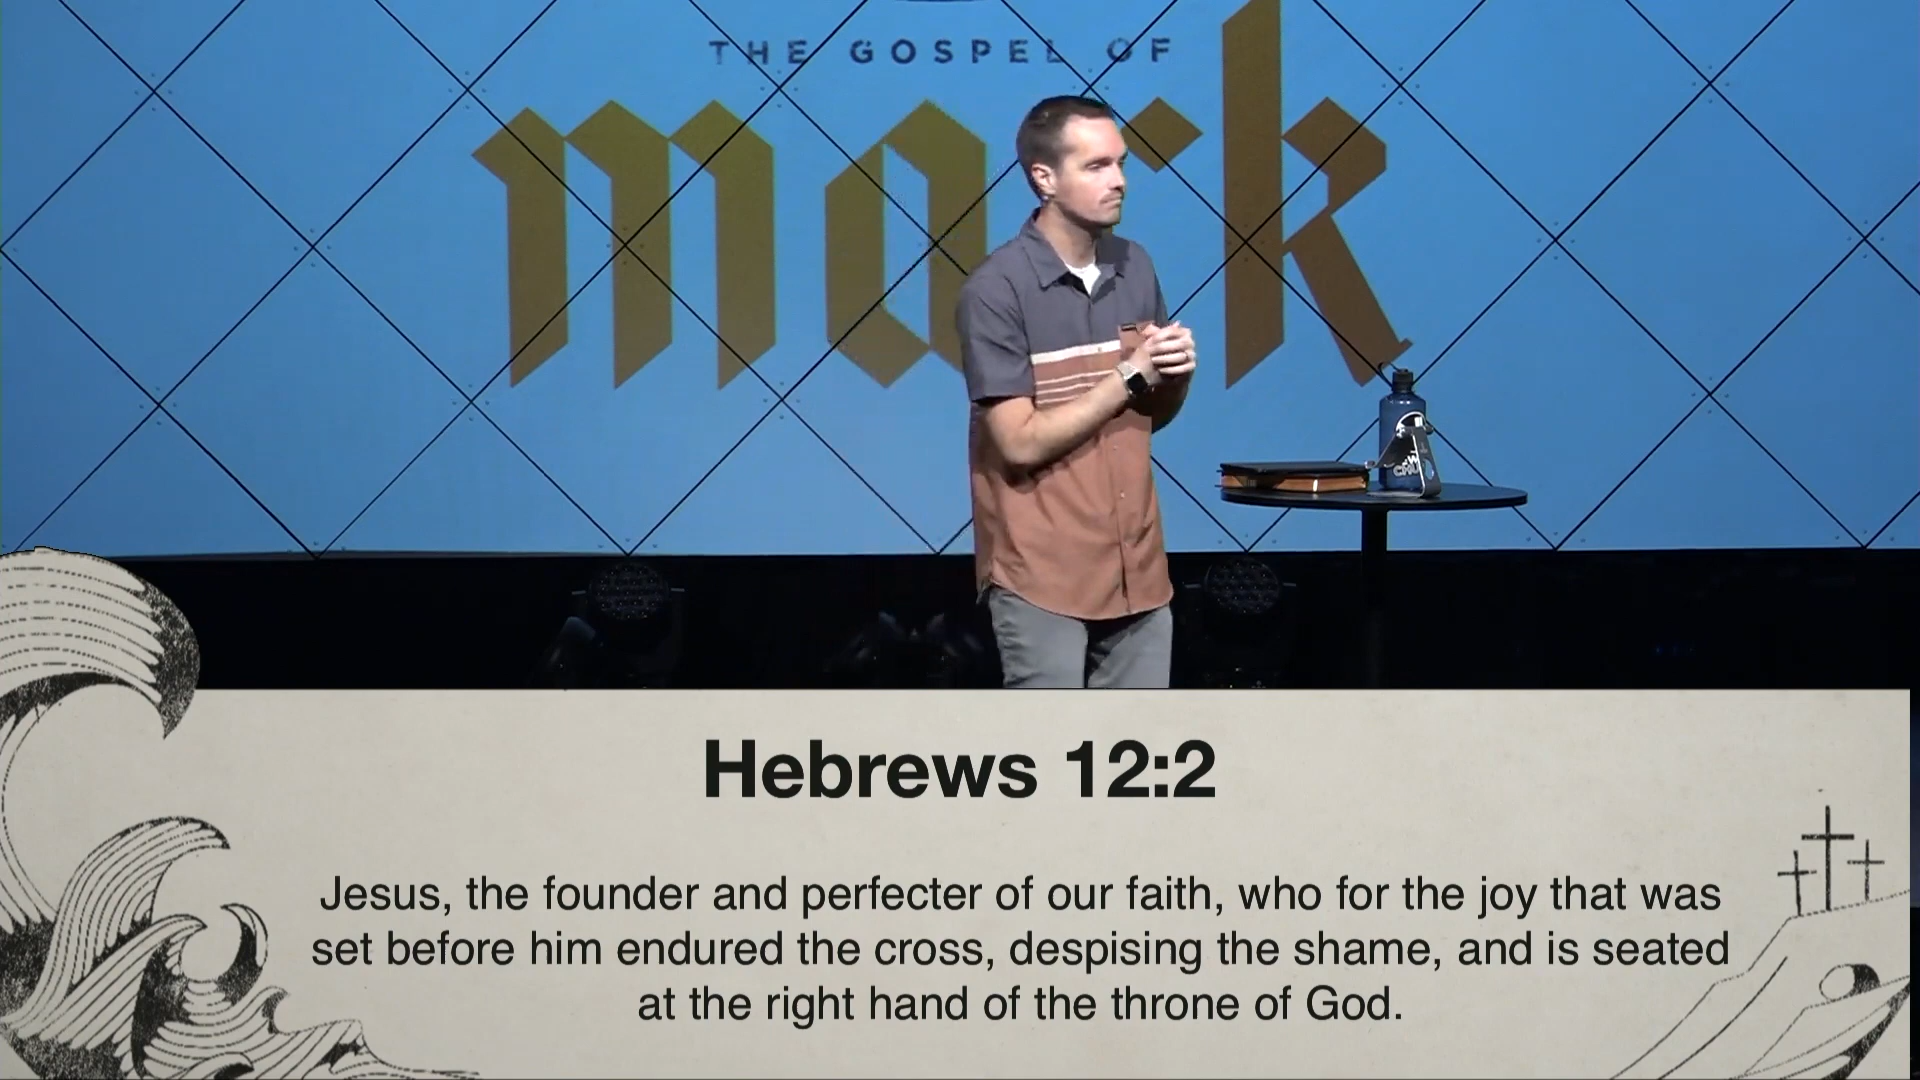 THE GOSPEL OF
mark
Hebrews 12:2
Jesus, the founder and perfecter of our faith, who for the joy that was
set before him endured the cross, despising the shame, and is seated
at the right hand of the throne of God.